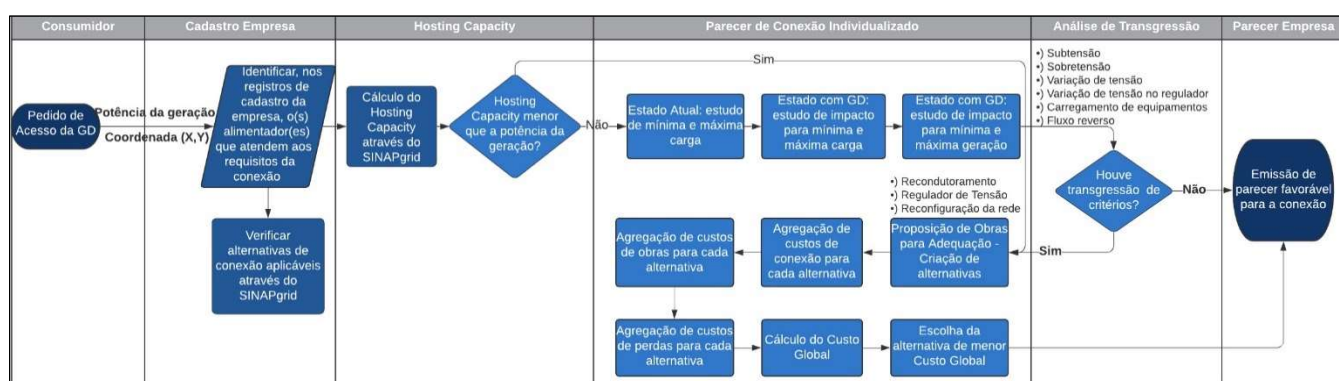 Consumidor
Cadastro Empresa
Hosting Capacity
Parecer de Conexão Individualizado
Análise de Transgressão
Parecer Empresa
Pedido de
Acesso da GD
Potência da geração
Coordenada (X,Y)
Identificar, nos
registros de
cadastro da
empresa, o(s)
alimentador(es)
que atendem aos
requisitos da
conexão
Verificar
alternativas de
conexão aplicáveis
através do
SINAPgrid
Cálculo do
Hosting
Capacity
através do
SINAPgrid
Hosting
Capacity menor
que a potência da
geração?
Sim
Não
Estado Atual: estudo
de mínima e máxima
carga
Estado com GD:
estudo de impacto
para mínima e
máxima carga
Estado com GD:
estudo de impacto
para mínima e
máxima geração
•) Subtensão
•) Sobretensão
•) Variação de tensão
•) Variação de tensão no regulador
•) Carregamento de equipamentos
•) Fluxo reverso
Houve
transgressão de
critérios?
Não
Sim
Emissão de
parecer favorável
para a conexão
•) Recondutoramento
•) Regulador de Tensão
•) Reconfiguração da rede
Proposição de Obras
para Adequação -
Criação de
alternativas
Agregação de
custos de
conexão para
cada alternativa
Agregação de custos
de obras para cada
alternativa
Agregação de custos
de perdas para cada
alternativa
Cálculo do Custo
Global
Escolha da
alternativa de menor
Custo Global